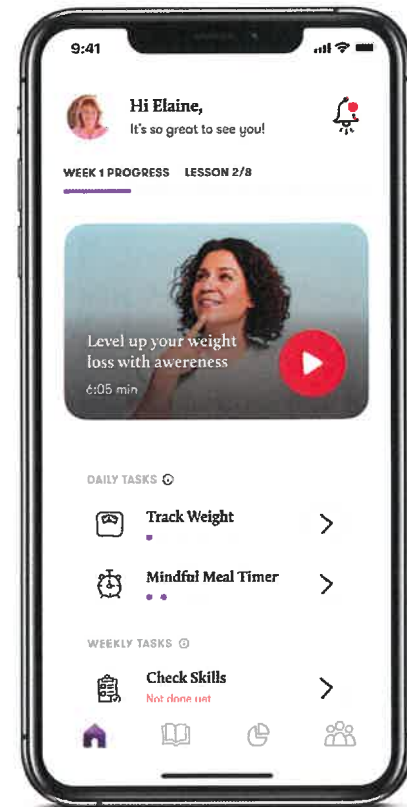 9:41
Hi Elaine,
It's so great to see you!
WEEK 1 PROGRESS LESSON 2/8
Level up your weight
loss with awereness
6:05 min
DAILY TASKS
Track Weight
Mindful Meal Timer
WEEKLY TASKS
Check Skills
Not done yet